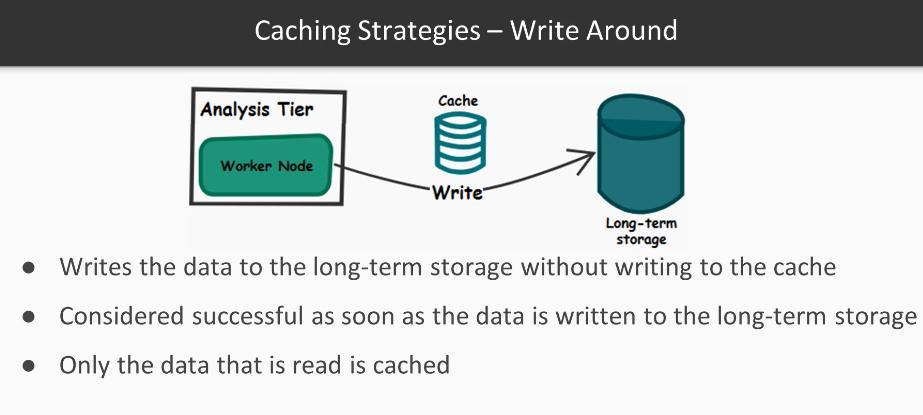 Caching Strategies – Write Around
Analysis Tier
Worker Node
Cache
Write
Long-term
storage
● Writes the data to the long-term storage without writing to the cache
● Considered successful as soon as the data is written to the long-term storage
● Only the data that is read is cached